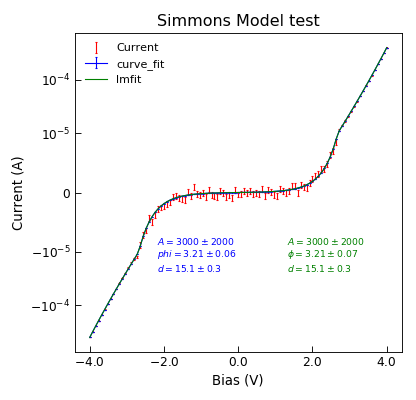 Simmons Model test
Current
curve_fit
lmfit
Current (A)
10⁻⁴
10⁻⁵
0
−10⁻⁵
−10⁻⁴
A = 3000 ± 2000
phi = 3.21 ± 0.06
d = 15.1 ± 0.3
A = 3000 ± 2000
ϕ = 3.21 ± 0.07
d = 15.1 ± 0.3
−4.0 −2.0 0.0 2.0 4.0
Bias (V)